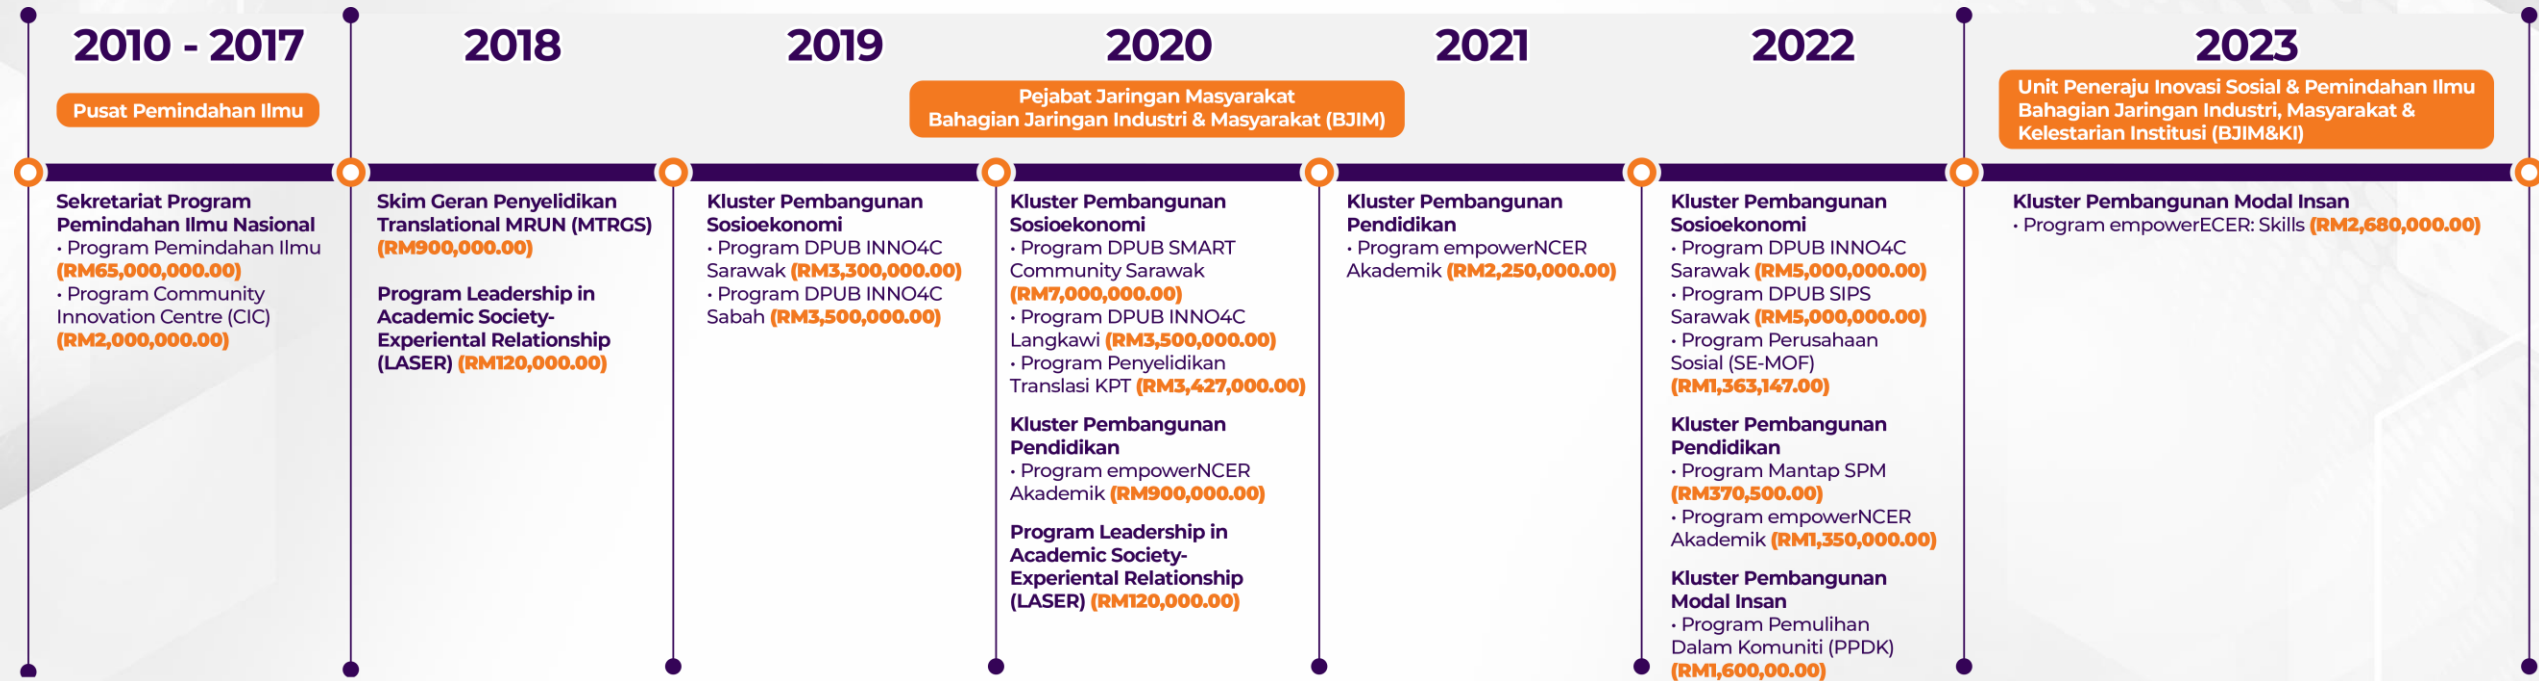 2010 - 2017
Pusat Pemindahan Ilmu
Sekretariat Program
Pemindahan Ilmu Nasional
• Program Pemindahan Ilmu
(RM65,000,000.00)
• Program Community
Innovation Centre (CIC)
(RM2,000,000.00)
2018
2019
2020
2021
2022
Pejabat Jaringan Masyarakat
Bahagian Jaringan Industri & Masyarakat (BJIM)
Skim Geran Penyelidikan
Translational MRUN (MTRGS)
(RM900,000.00)
Program Leadership in
Academic Society-
Experiental Relationship
(LASER) (RM120,000.00)
Kluster Pembangunan
Sosioekonomi
• Program DPUB INNO4C
Sarawak (RM3,300,000.00)
• Program DPUB INNO4C
Sabah (RM3,500,000.00)
Kluster Pembangunan
Sosioekonomi
• Program DPUB SMART
Community Sarawak
(RM7,000,000.00)
• Program DPUB INNO4C
Langkawi (RM3,500,000.00)
• Program Penyelidikan
Translasi KPT (RM3,427,000.00)
Kluster Pembangunan
Pendidikan
• Program empowerNCER
Akademik (RM900,000.00)
Program Leadership in
Academic Society-
Experiental Relationship
(LASER) (RM120,000.00)
Kluster Pembangunan
Pendidikan
• Program empowerNCER
Akademik (RM2,250,000.00)
Kluster Pembangunan
Sosioekonomi
• Program DPUB INNO4C
Sarawak (RM5,000,000.00)
• Program DPUB SIPS
Sarawak (RM5,000,000.00)
• Program Perusahaan
Sosial (SE-MOF)
(RM1,363,147.00)
Kluster Pembangunan
Pendidikan
• Program Mantap SPM
(RM370,500.00)
• Program empowerNCER
Akademik (RM1,350,000.00)
Kluster Pembangunan
Modal Insan
• Program Pemulihan
Dalam Komuniti (PPDK)
(RM1,600,00.00)
2023
Unit Peneraju Inovasi Sosial & Pemindahan Ilmu
Bahagian Jaringan Industri, Masyarakat &
Kelestarian Institusi (BJIM&KI)
Kluster Pembangunan Modal Insan
• Program empowerECER: Skills (RM2,680,000.00)